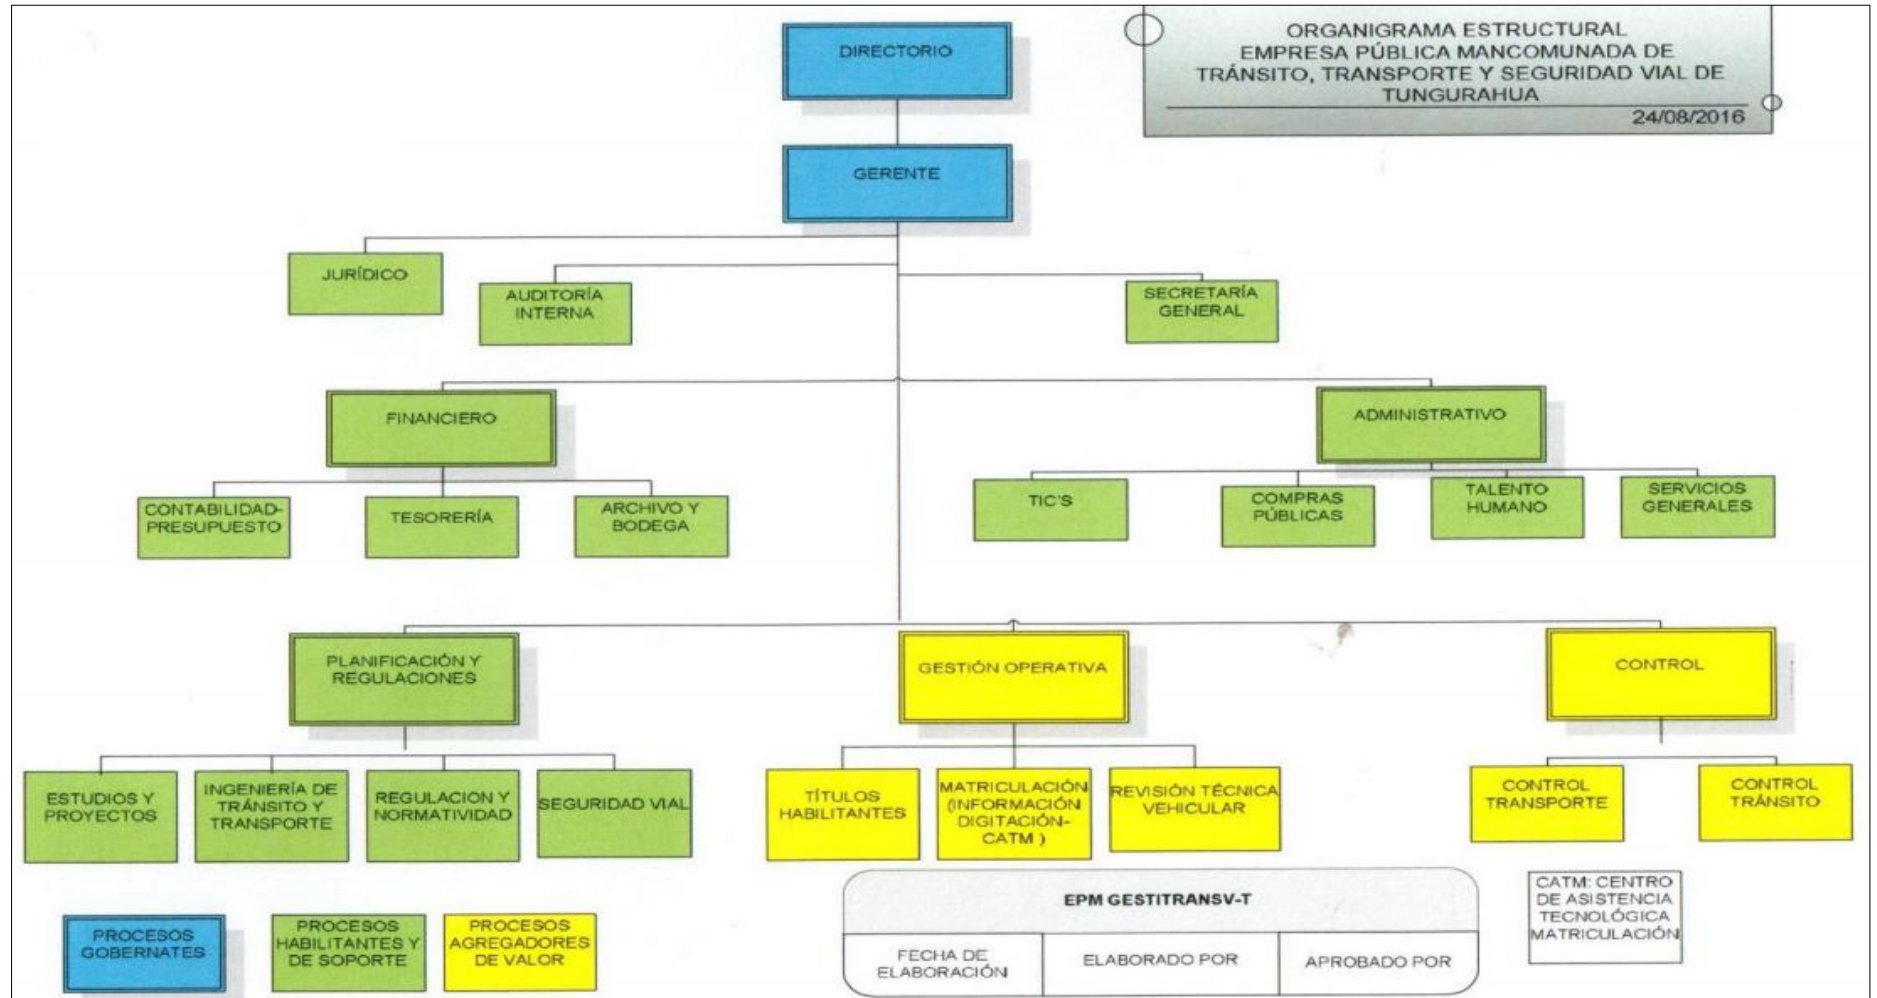 ORGANIGRAMA ESTRUCTURAL
EMPRESA PÚBLICA MANCOMUNADA DE
TRÁNSITO, TRANSPORTE Y SEGURIDAD VIAL DE
TUNGURAHUA
24/08/2016
DIRECTORIO
GERENTE
JURÍDICO
AUDITORÍA
INTERNA
SECRETARÍA
GENERAL
FINANCIERO
ADMINISTRATIVO
CONTABILIDAD-
PRESUPUESTO
TESORERÍA
ARCHIVO Y
BODEGA
TIC'S
COMPRAS
PÚBLICAS
TALENTO
HUMANO
SERVICIOS
GENERALES
PLANIFICACIÓN Y
REGULACIONES
GESTIÓN OPERATIVA
CONTROL
ESTUDIOS Y
PROYECTOS
INGENIERÍA DE
TRÁNSITO Y
TRANSPORTE
REGULACION Y
NORMATIVIDAD
SEGURIDAD VIAL
TÍTULOS
HABILITANTES
MATRICULACIÓN
(INFORMACIÓN
DIGITACIÓN-
CATM )
REVISIÓN TÉCNICA
VEHICULAR
CONTROL
TRANSPORTE
CONTROL
TRÁNSITO
PROCESOS
GOBERNATES
PROCESOS
HABILITANTES Y
DE SOPORTE
PROCESOS
AGREGADORES
DE VALOR
EPM GESTITRANSV-T
FECHA DE
ELABORACIÓN
ELABORADO POR
APROBADO POR
CATM: CENTRO
DE ASISTENCIA
TECNOLÓGICA
MATRICULACIÓN